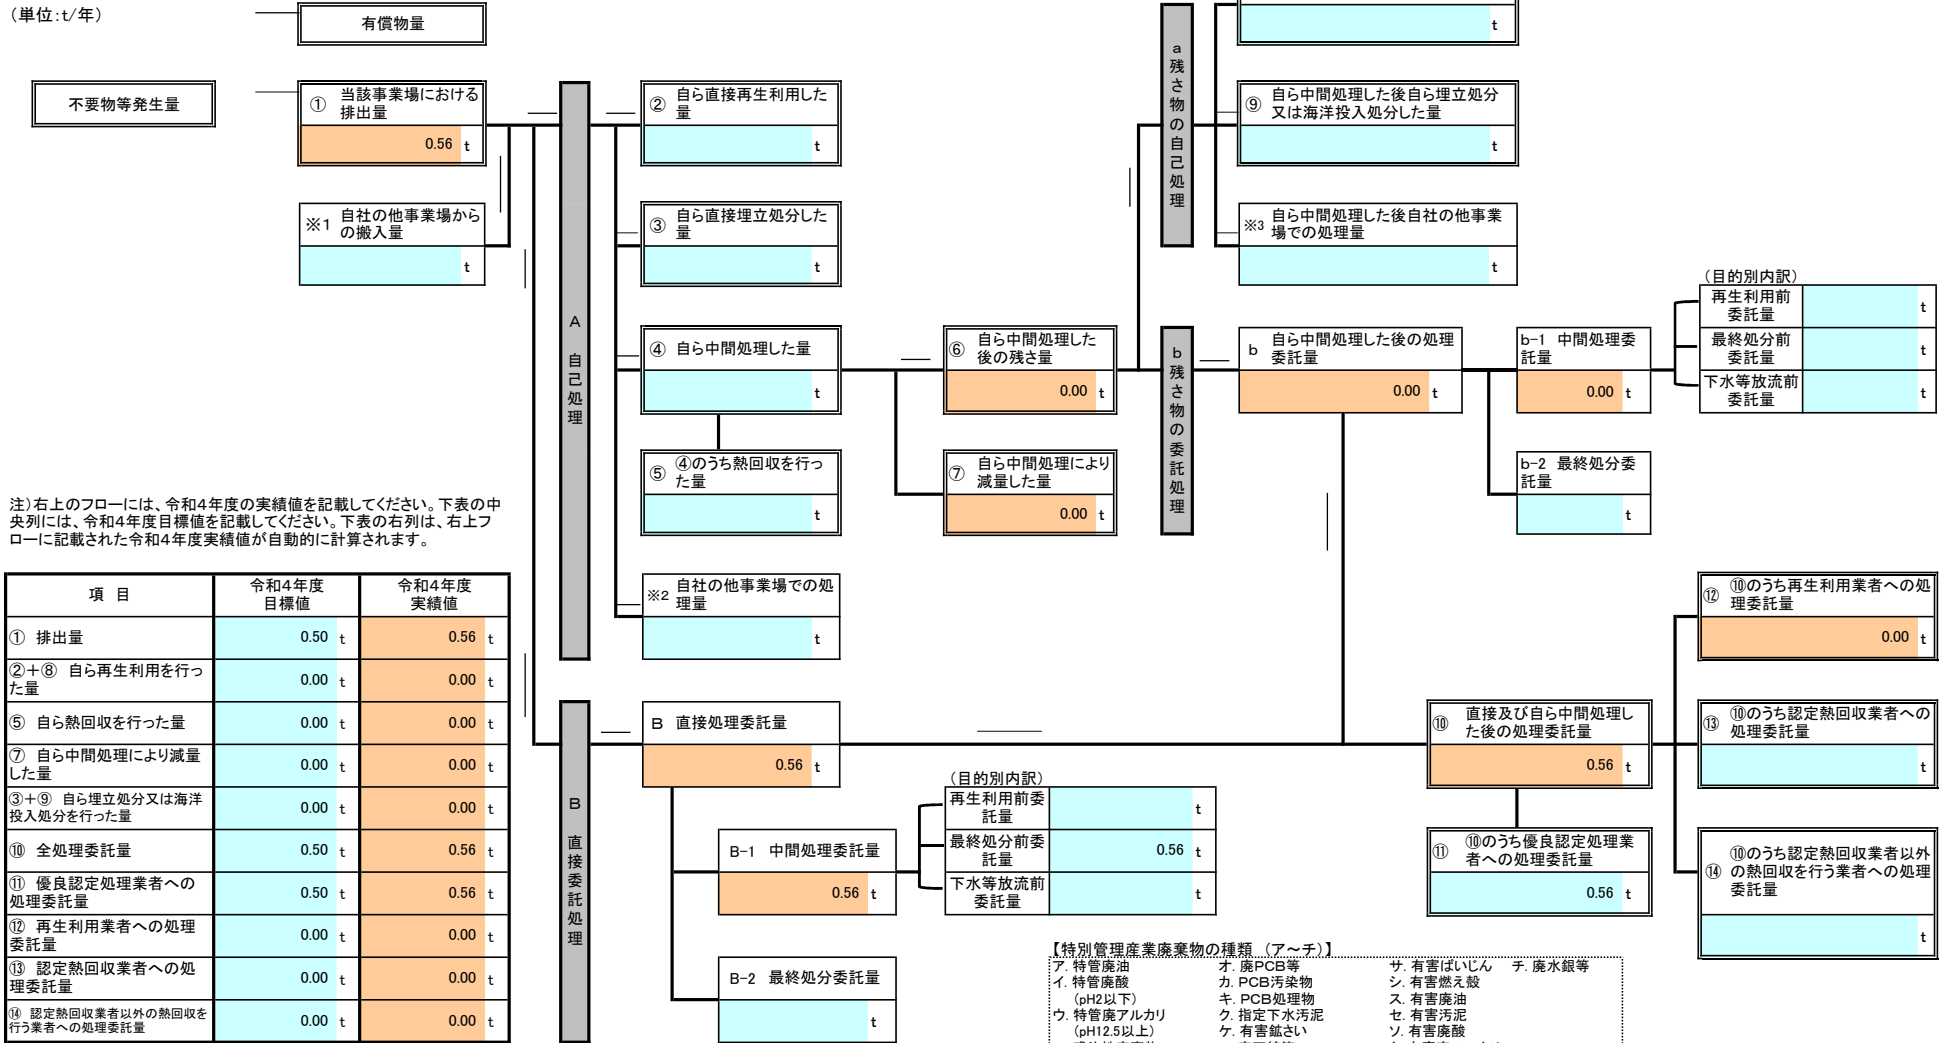 (単位:t/年)
有償物量
t
不要物等発生量
① 当該事業場における
排出量
0.56 t
※1 自社の他事業場から
の搬入量
t
A 自己処理
② 自ら直接再生利用した
量
t
③ 自ら直接埋立処分した
量
t
④ 自ら中間処理した量
t
⑤ ④のうち熱回収を行っ
た量
t
※2 自社の他事業場での処
理量
t
⑥ 自ら中間処理した
後の残さ量
0.00 t
⑦ 自ら中間処理により
減量した量
0.00 t
a 残さ物の自己処理
⑨ 自ら中間処理した後自ら埋立処分
又は海洋投入処分した量
t
※3 自ら中間処理した後自社の他事業
場での処理量
t
b 残さ物の委託処理
b 自ら中間処理した後の処理
委託量
0.00 t
b-1 中間処理委
託量
0.00 t
b-2 最終処分委
託量
t
(目的別内訳)
再生利用前
委託量
t
最終処分前
委託量
t
下水等放流前
委託量
t
注)右上のフローには、令和4年度の実績値を記載してください。下表の中
央列には、令和4年度目標値を記載してください。下表の右列は、右上フ
ローに記載された令和4年度実績値が自動的に計算されます。
項 目 令和4年度
目標値 令和4年度
実績値
① 排出量 0.50 t 0.56 t
②+⑧ 自ら再生利用を行っ
た量 0.00 t 0.00 t
⑤ 自ら熱回収を行った量 0.00 t 0.00 t
⑦ 自ら中間処理により減量
した量 0.00 t 0.00 t
③+⑨ 自ら埋立処分又は海洋
投入処分を行った量 0.00 t 0.00 t
⑩ 全処理委託量 0.50 t 0.56 t
⑪ 優良認定処理業者への
処理委託量 0.50 t 0.56 t
⑫ 再生利用業者への処理
委託量 0.00 t 0.00 t
⑬ 認定熱回収業者への処
理委託量 0.00 t 0.00 t
⑭ 認定熱回収業者以外の熱回収を
行う業者への処理委託量 0.00 t 0.00 t
B 直接委託処理
B 直接処理委託量
0.56 t
B-1 中間処理委託量
0.56 t
B-2 最終処分委託量
t
(目的別内訳)
再生利用前委
託量
t
最終処分前委
託量
0.56 t
下水等放流前
委託量
t
⑩ 直接及び自ら中間処理し
た後の処理委託量
0.56 t
⑪ ⑩のうち優良認定処理業
者への処理委託量
0.56 t
⑫ ⑩のうち再生利用業者への処
理委託量
0.00 t
⑬ ⑩のうち認定熱回収業者への
処理委託量
t
⑭ ⑩のうち認定熱回収業者以外
の熱回収を行う業者への処理
委託量
t
【特別管理産業廃棄物の種類 (ア~チ)】
ア. 特管廃油 オ. 廃PCB等 サ. 有害ばいじん チ. 廃水銀等
イ. 特管廃酸 カ. PCB汚染物 シ. 有害燃え殻
(pH2以下) キ. PCB処理物 ス. 有害廃油
ウ. 特管廃アルカリ ク. 指定下水汚泥 セ. 有害汚泥
(pH12.5以上) ケ. 有害鉱さい ソ. 有害廃酸